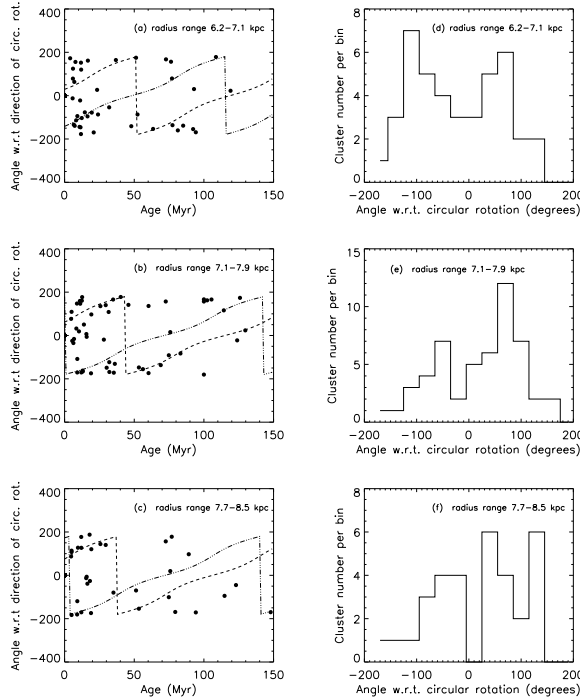 400
200
0
−200
−400
Angle w.r.t direction of circ. rot.
(a) radius range 6.2−7.1 kpc
0 50 100 150
Age (Myr)
8
6
4
2
0
Cluster number per bin
(d) radius range 6.2−7.1 kpc
−200 −100 0 100 200
Angle w.r.t. circular rotation (degrees)
400
200
0
−200
−400
Angle w.r.t direction of circ. rot.
(b) radius range 7.1−7.9 kpc
0 50 100 150
Age (Myr)
15
10
5
0
Cluster number per bin
(e) radius range 7.1−7.9 kpc
−200 −100 0 100 200
Angle w.r.t. circular rotation (degrees)
400
200
0
−200
−400
Angle w.r.t direction of circ. rot.
(c) radius range 7.7−8.5 kpc
0 50 100 150
Age (Myr)
8
6
4
2
0
Cluster number per bin
(f) radius range 7.7−8.5 kpc
−200 −100 0 100 200
Angle w.r.t. circular rotation (degrees)